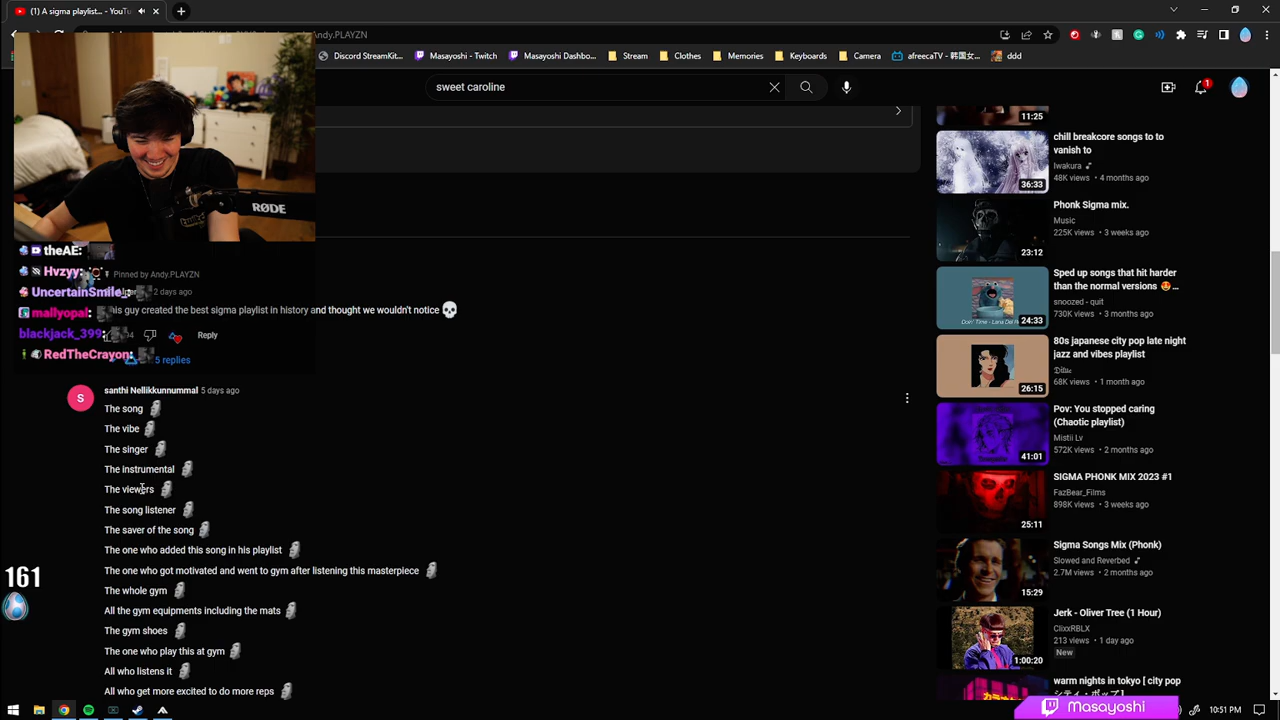 (1) A sigma playlist... - YouTu
Andy.PLAYZN
Discord StreamKit...
Masayoshi - Twitch
Masayoshi Dashbo...
Stream
Clothes
Memories
Keyboards
Camera
afreecaTV - 韩国女...
ddd
sweet caroline
1
RØDE
theAE:
Hvzyy:
UncertainSmile_:
mallyopal:
blackjack_399:
RedTheCrayon:
Pinned by Andy.PLAYZN
2 days ago
his guy created the best sigma playlist in history and thought we wouldn't notice 💀
Reply
5 replies
S
santhi Nellikkunnummal 5 days ago
The song 🗿
The vibe 🗿
The singer 🗿
The instrumental 🗿
The viewers 🗿
The song listener 🗿
The saver of the song 🗿
The one who added this song in his playlist 🗿
The one who got motivated and went to gym after listening this masterpiece 🗿
The whole gym 🗿
All the gym equipments including the mats 🗿
The gym shoes 🗿
The one who play this at gym 🗿
All who listens it 🗿
All who get more excited to do more reps 🗿
161
11:25
chill breakcore songs to to
vanish to
Iwakura
48K views • 4 months ago
36:33
Phonk Sigma mix.
Music
225K views • 3 weeks ago
23:12
Sped up songs that hit harder
than the normal versions 😍...
snoozed - quit
730K views • 3 months ago
24:33
80s japanese city pop late night
jazz and vibes playlist
68K views • 1 month ago
26:15
Pov: You stopped caring
(Chaotic playlist)
Mistii Lv
572K views • 2 months ago
41:01
SIGMA PHONK MIX 2023 #1
FazBear_Films
898K views • 3 weeks ago
25:11
Sigma Songs Mix (Phonk)
Slowed and Reverbed
2.7M views • 2 months ago
15:29
Jerk - Oliver Tree (1 Hour)
ClixxRBLX
213 views • 1 day ago
New
1:00:20
warm nights in tokyo [ city pop
シティ・ポップ ]
Masayoshi
10:51 PM